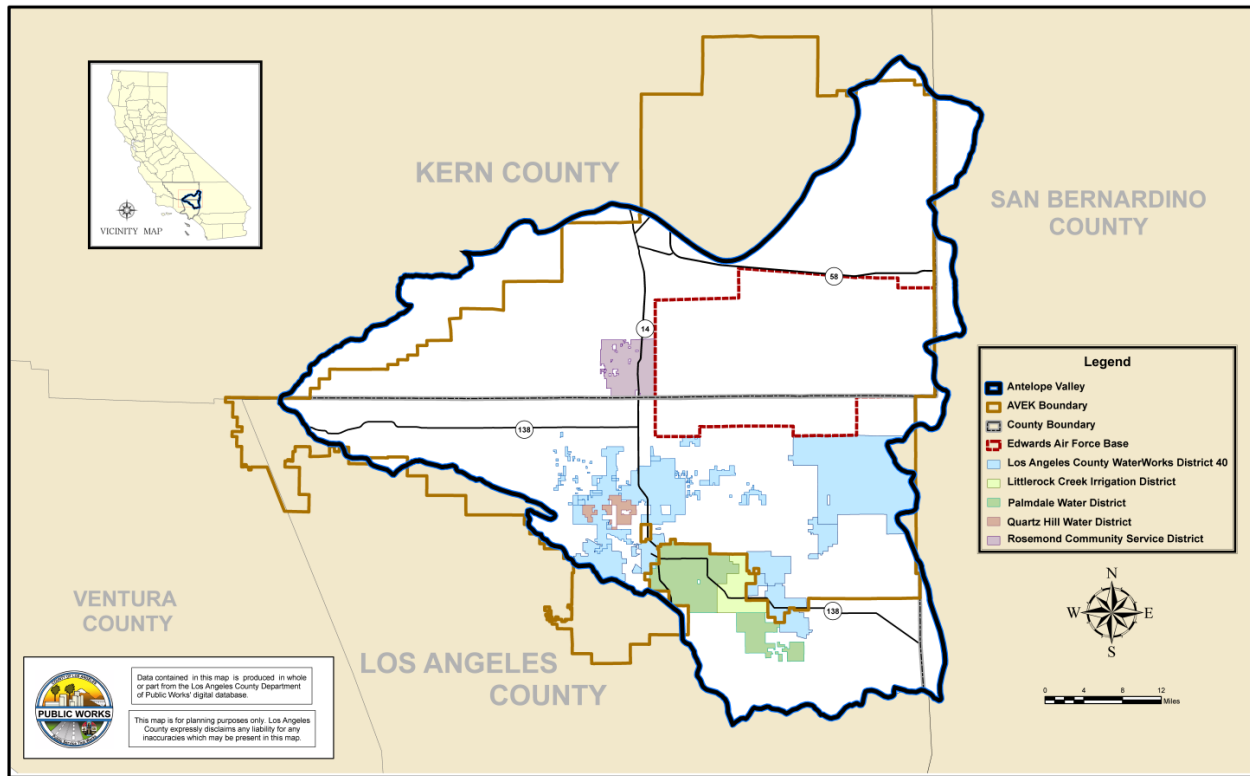 KERN COUNTY
SAN BERNARDINO
COUNTY
VICINITY MAP
58
14
138
Legend
Antelope Valley
AVEK Boundary
County Boundary
Edwards Air Force Base
Los Angeles County WaterWorks District 40
Littlerock Creek Irrigation District
Palmdale Water District
Quartz Hill Water District
Rosemond Community Service District
N
W
E
S
VENTURA
COUNTY
138
LOS ANGELES
COUNTY
PUBLIC WORKS
Data contained in this map is produced in whole
or part from the Los Angeles County Department
of Public Works' digital database.
This map is for planning purposes only. Los Angeles
County expressly disclaims any liability for any
inaccuracies which may be present in this map.
0 2 4 8 12
Miles